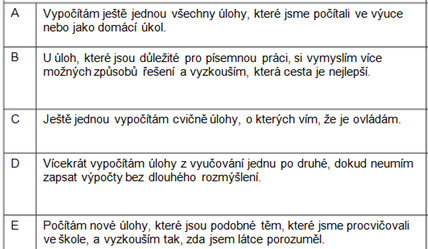 A Vypočítám ještě jednou všechny úlohy, které jsme počítali ve výuce
nebo jako domácí úkol.
B U úloh, které jsou důležité pro písemnou práci, si vymyslím více
možných způsobů řešení a vyzkouším, která cesta je nejlepší.
C Ještě jednou vypočítám cvičně úlohy, o kterých vím, že je ovládám.
D Vícekrát vypočítám úlohy z vyučování jednu po druhé, dokud neumím
zapsat výpočty bez dlouhého rozmýšlení.
E Počítám nové úlohy, které jsou podobné těm, které jsme procvičovali
ve škole, a vyzkouším tak, zda jsem látce porozuměl.